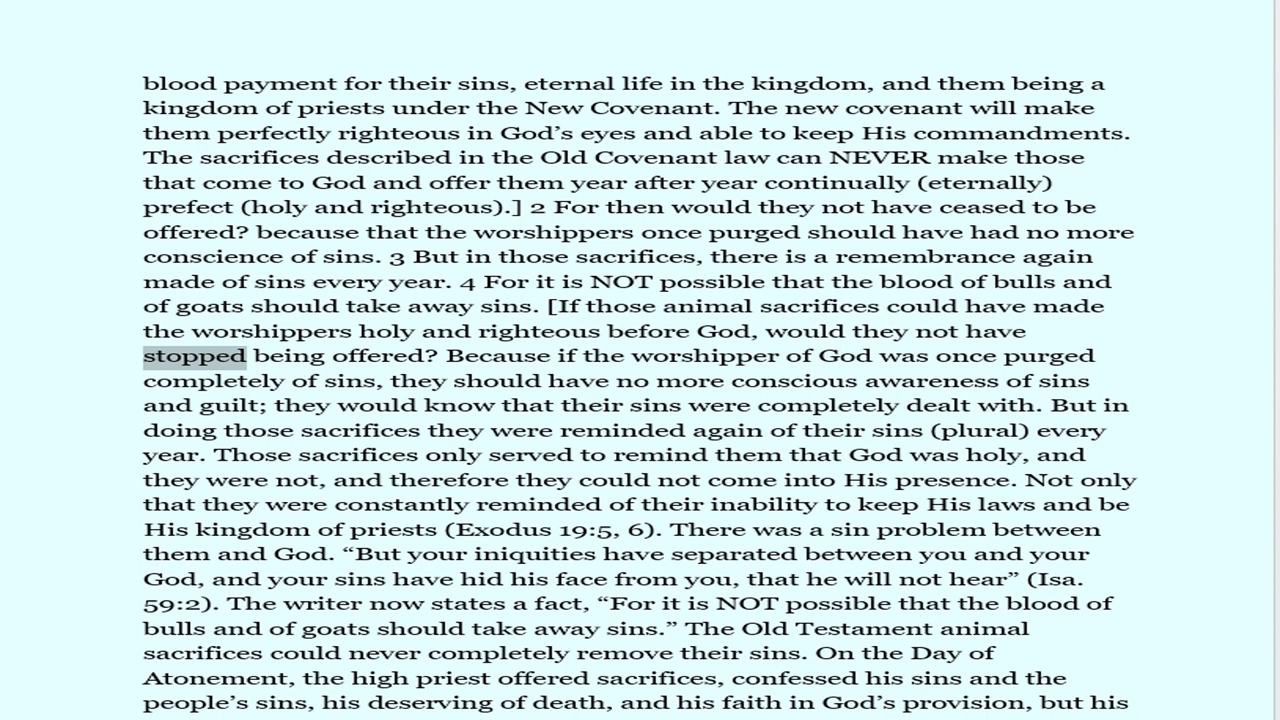 blood payment for their sins, eternal life in the kingdom, and them being a
kingdom of priests under the New Covenant. The new covenant will make
them perfectly righteous in God’s eyes and able to keep His commandments.
The sacrifices described in the Old Covenant law can NEVER make those
that come to God and offer them year after year continually (eternally)
prefect (holy and righteous).] 2 For then would they not have ceased to be
offered? because that the worshippers once purged should have had no more
conscience of sins. 3 But in those sacrifices, there is a remembrance again
made of sins every year. 4 For it is NOT possible that the blood of bulls and
of goats should take away sins. [If those animal sacrifices could have made
the worshippers holy and righteous before God, would they not have
stopped being offered? Because if the worshipper of God was once purged
completely of sins, they should have no more conscious awareness of sins
and guilt; they would know that their sins were completely dealt with. But in
doing those sacrifices they were reminded again of their sins (plural) every
year. Those sacrifices only served to remind them that God was holy, and
they were not, and therefore they could not come into His presence. Not only
that they were constantly reminded of their inability to keep His laws and be
His kingdom of priests (Exodus 19:5, 6). There was a sin problem between
them and God. “But your iniquities have separated between you and your
God, and your sins have hid his face from you, that he will not hear” (Isa.
59:2). The writer now states a fact, “For it is NOT possible that the blood of
bulls and of goats should take away sins.” The Old Testament animal
sacrifices could never completely remove their sins. On the Day of
Atonement, the high priest offered sacrifices, confessed his sins and the
people’s sins, his deserving of death, and his faith in God’s provision, but his